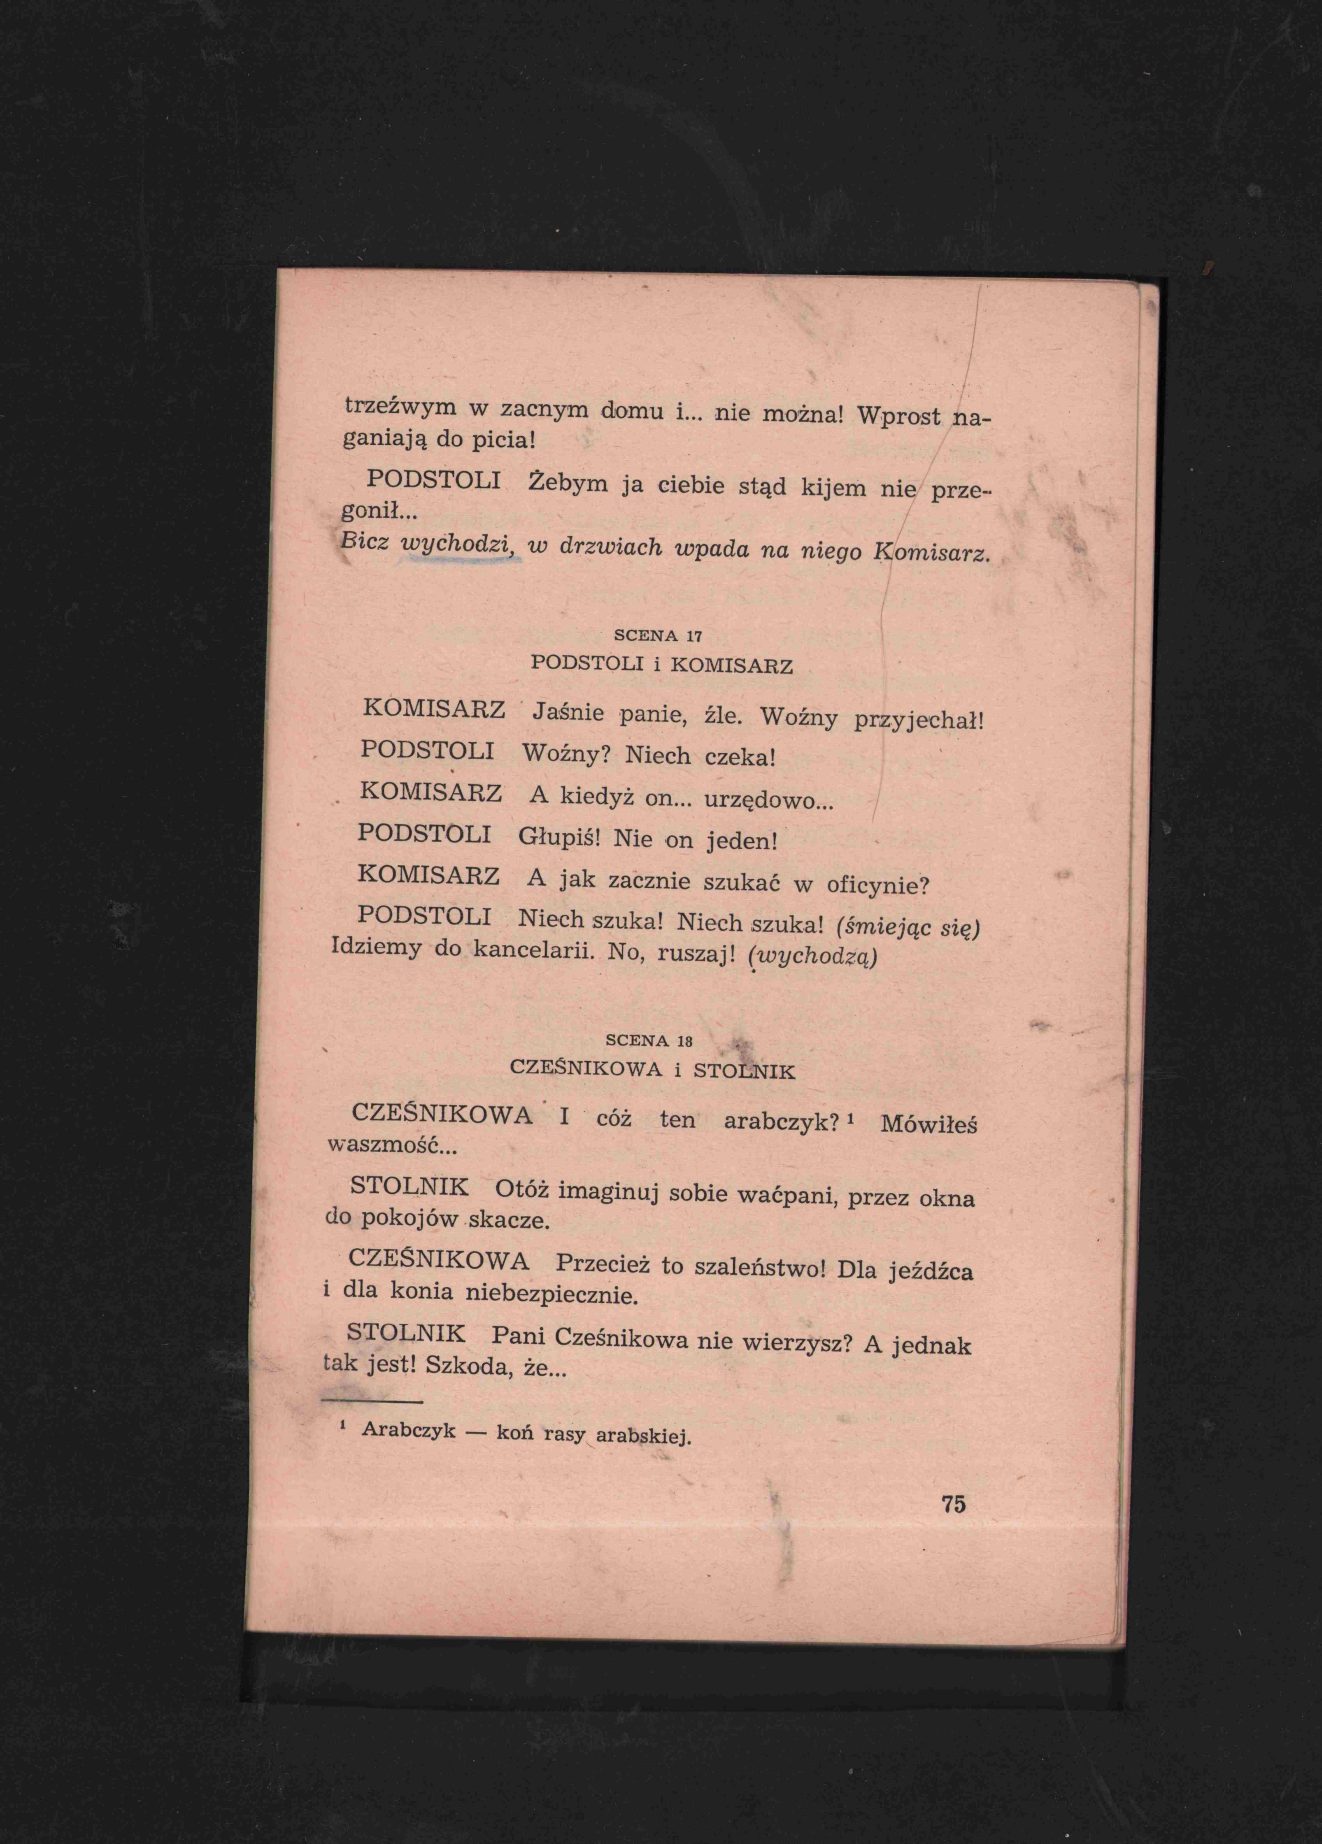 trzeźwym w zacnym domu i... nie można! Wprost na-
ganiają do picia!
PODSTOLI Żebym ja ciebie stąd kijem nie prze-
gonił...
Bicz wychodzi, w drzwiach wpada na niego Komisarz.
SCENA 17
PODSTOLI i KOMISARZ
KOMISARZ Jaśnie panie, źle. Woźny przyjechał!
PODSTOLI Woźny? Niech czeka!
KOMISARZ A kiedyż on... urzędowo...
PODSTOLI Głupiś! Nie on jeden!
KOMISARZ A jak zacznie szukać w oficynie?
PODSTOLI Niech szuka! Niech szuka! (śmiejąc się)
Idziemy do kancelarii. No, ruszaj! (wychodzą)
SCENA 18
CZEŚNIKOWA i STOLNIK
CZEŚNIKOWA I cóż ten arabczyk? ¹ Mówiłeś
waszmość...
STOLNIK Otóż imaginuj sobie waćpani, przez okna
do pokojów skacze.
CZEŚNIKOWA Przecież to szaleństwo! Dla jeźdźca
i dla konia niebezpiecznie.
STOLNIK Pani Cześnikowa nie wierzysz? A jednak
tak jest! Szkoda, że...
¹ Arabczyk — koń rasy arabskiej.
75